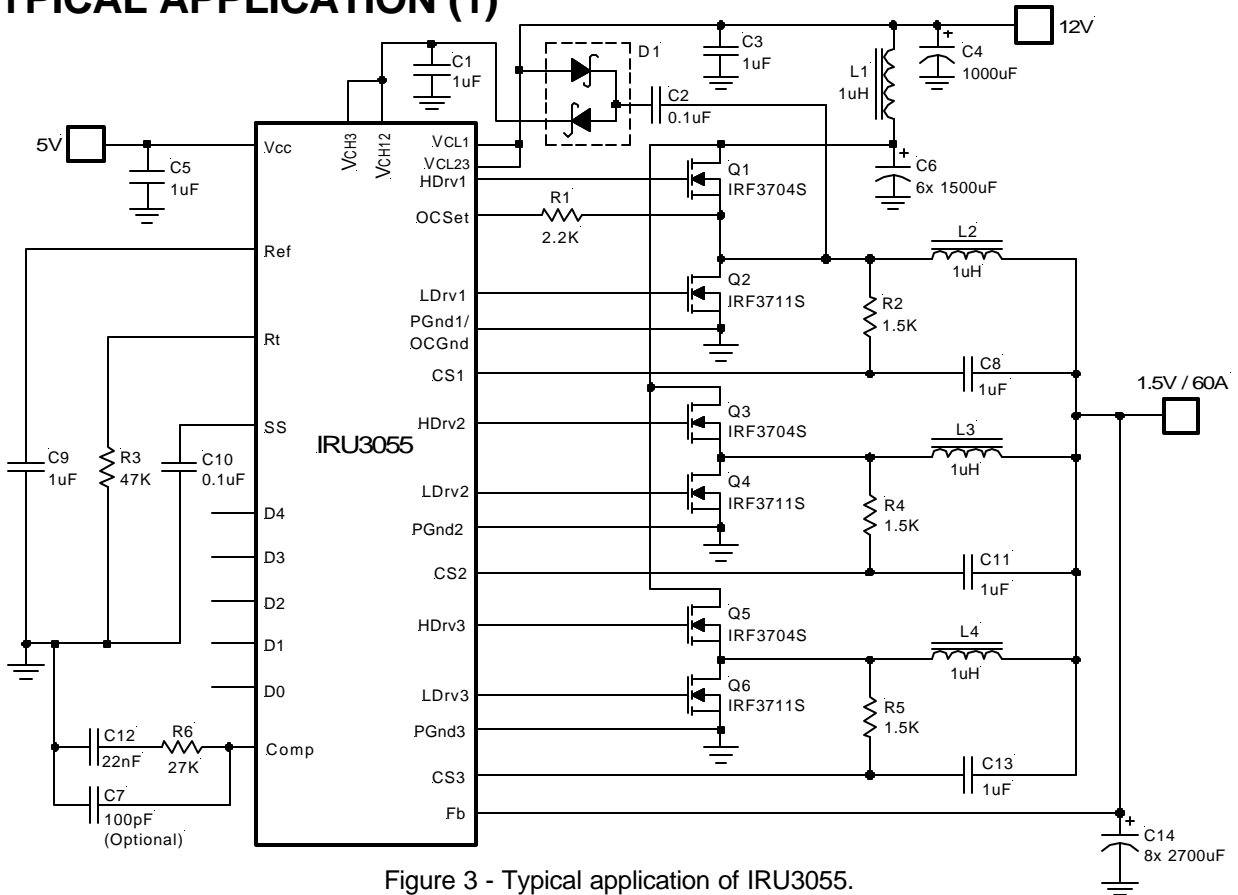 TYPICAL APPLICATION (1)
12V
C3
1uF
C4
1000uF
L1
1uH
D1
C1
1uF
C2
0.1uF
5V
C5
1uF
Vcc
VCH3
VCH12
VCL1
VCL23
HDrv1
OCSet
R1
2.2K
Q1
IRF3704S
C6
6x 1500uF
Ref
LDrv1
PGnd1/
OCGnd
Q2
IRF3711S
L2
1uH
R2
1.5K
Rt
CS1
C8
1uF
1.5V / 60A
SS
HDrv2
Q3
IRF3704S
L3
1uH
IRU3055
C9
1uF
R3
47K
C10
0.1uF
LDrv2
Q4
IRF3711S
R4
1.5K
D4
PGnd2
D3
CS2
C11
1uF
D2
HDrv3
Q5
IRF3704S
L4
1uH
D1
D0
LDrv3
Q6
IRF3711S
R5
1.5K
PGnd3
C12
22nF
R6
27K
Comp
CS3
C13
1uF
C7
100pF
(Optional)
Fb
C14
8x 2700uF
Figure 3 - Typical application of IRU3055.